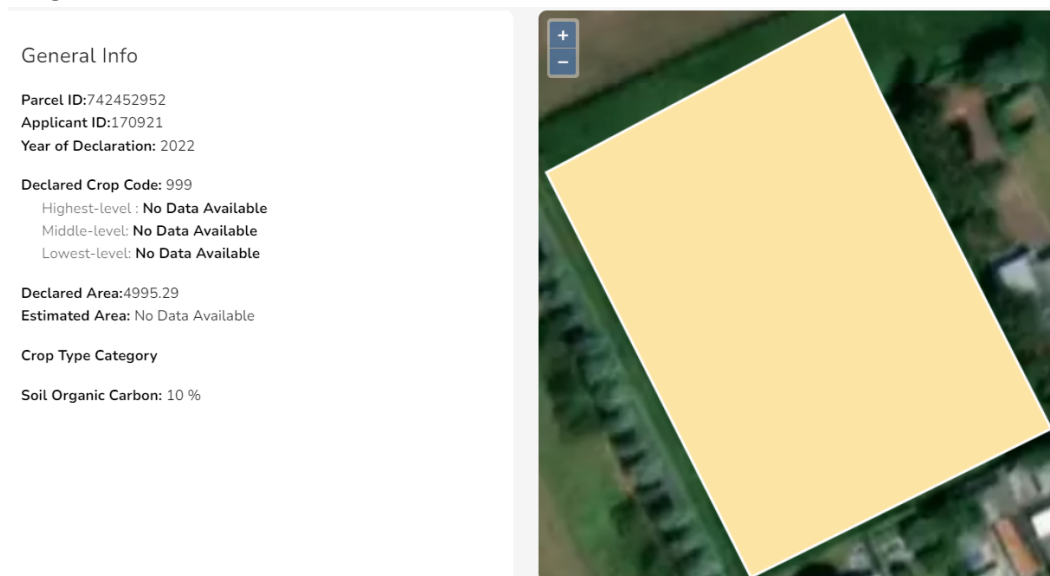 General Info
Parcel ID:742452952
Applicant ID:170921
Year of Declaration: 2022
Declared Crop Code: 999
Highest-level : No Data Available
Middle-level: No Data Available
Lowest-level: No Data Available
Declared Area:4995.29
Estimated Area: No Data Available
Crop Type Category
Soil Organic Carbon: 10 %
+
−